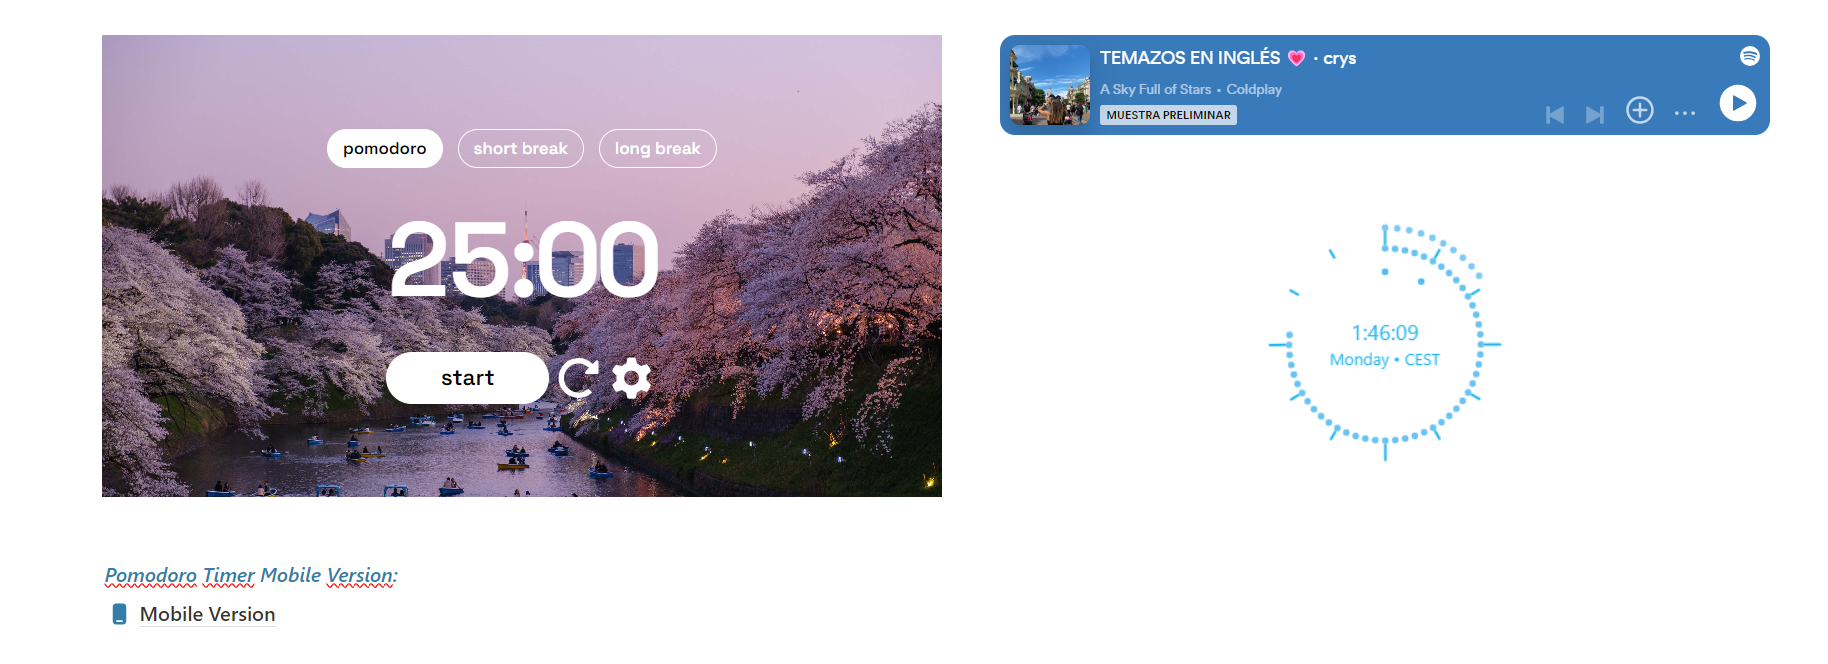 pomodoro
short break
long break
25:00
start
Pomodoro Timer Mobile Version:
Mobile Version
TEMAZOS EN INGLÉS 💗 · crys
A Sky Full of Stars • Coldplay
MUESTRA PRELIMINAR
1:46:09
Monday • CEST